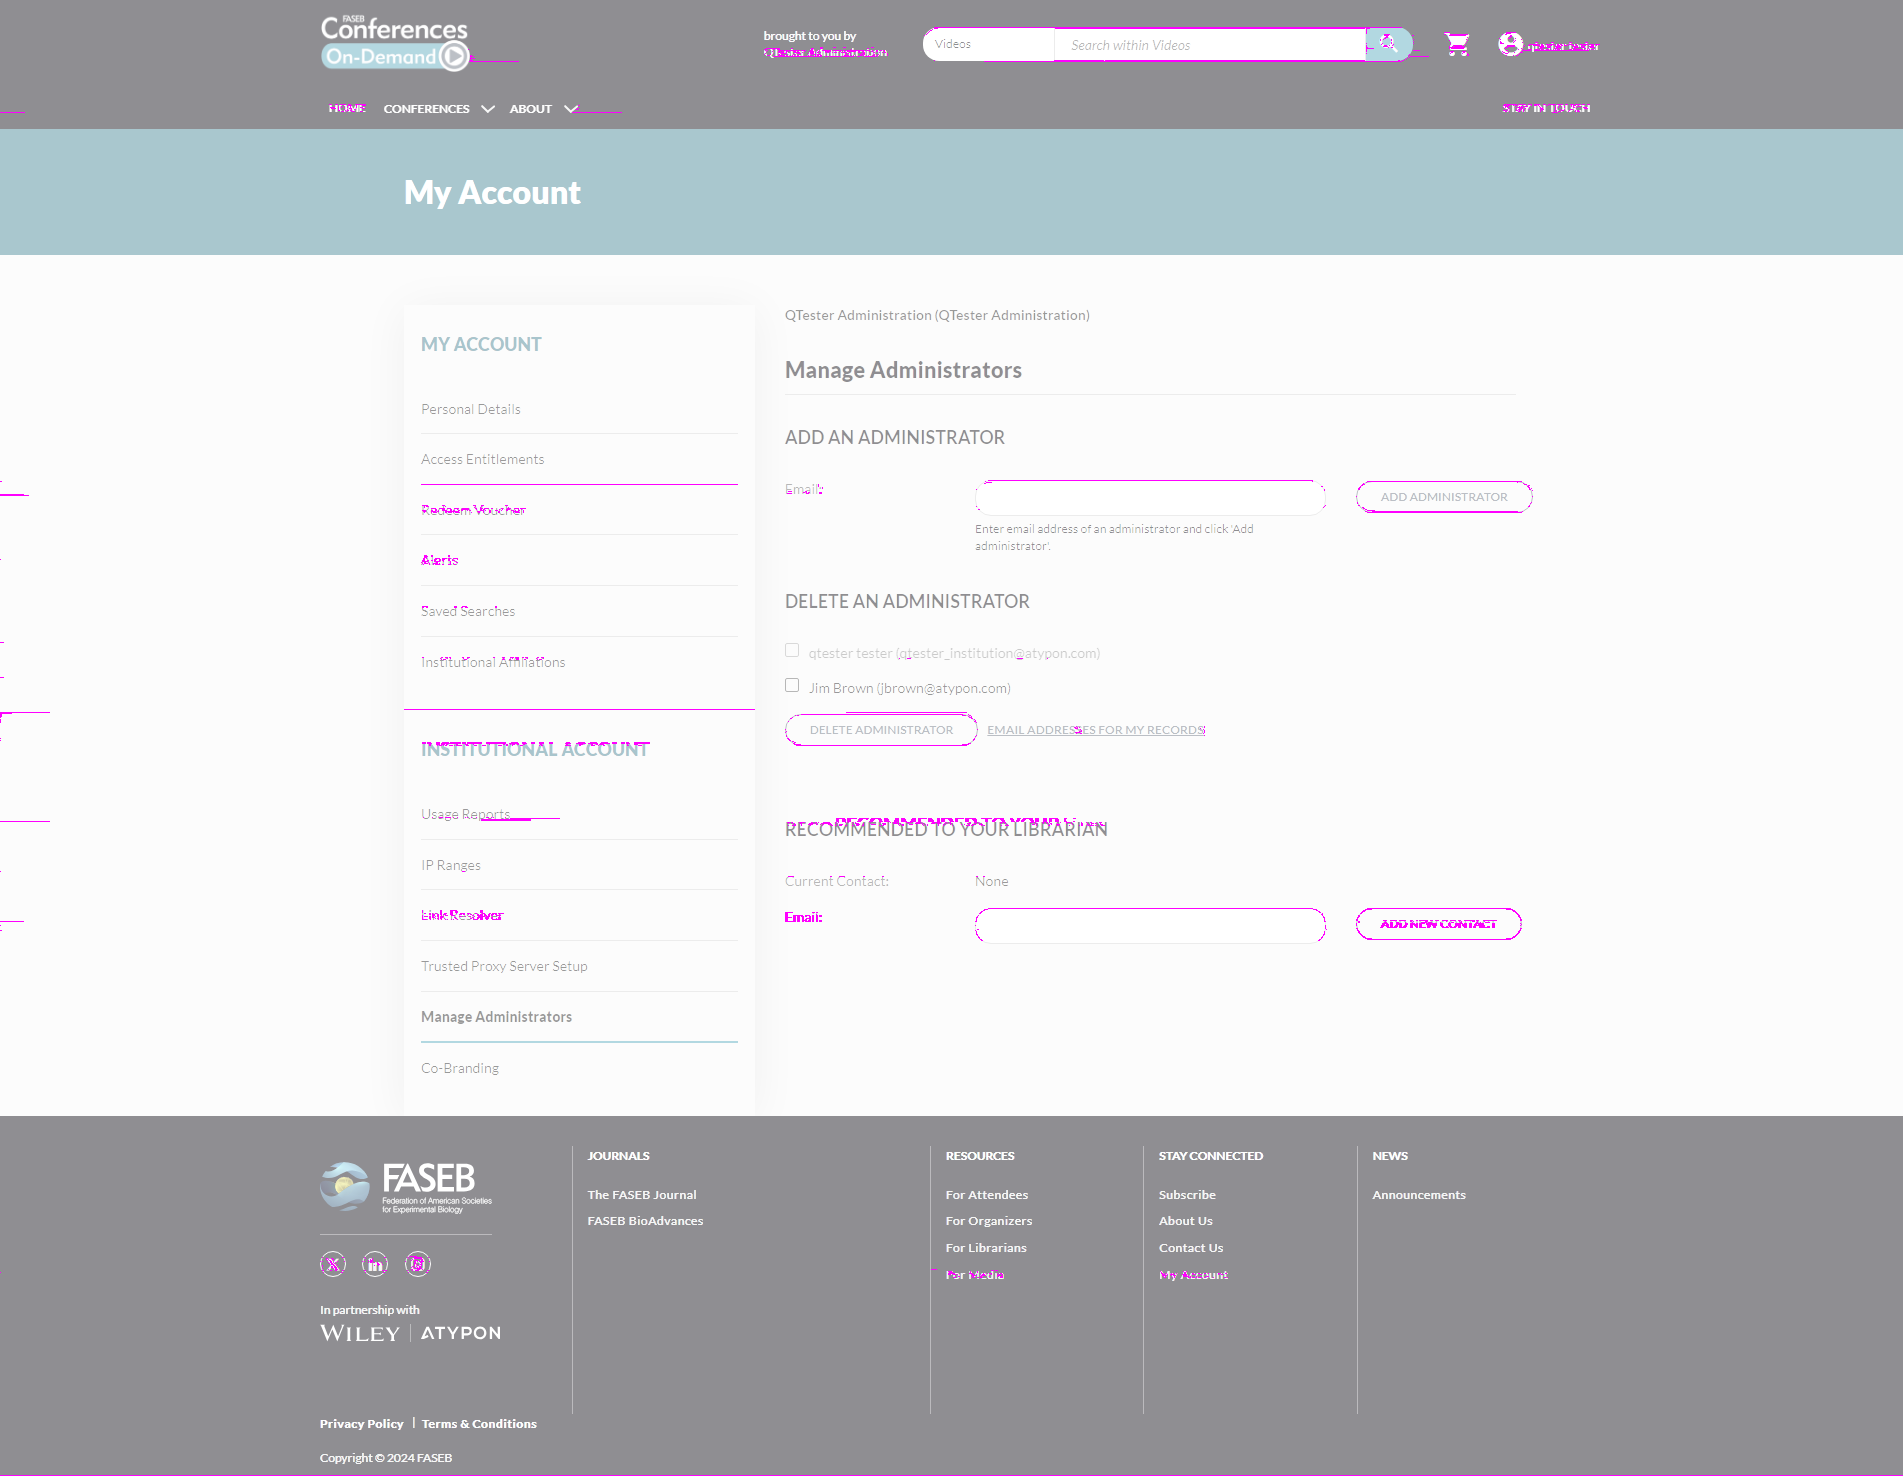 FASEB
Conferences
On-Demand
brought to you by
QTester Administration
Videos
Search within Videos
HOME
CONFERENCES
ABOUT
STAY IN TOUCH
My Account
MY ACCOUNT
Personal Details
Access Entitlements
Redeem Voucher
Alerts
Saved Searches
Institutional Affiliations
INSTITUTIONAL ACCOUNT
Usage Reports
IP Ranges
Link Resolver
Trusted Proxy Server Setup
Manage Administrators
Co-Branding
QTester Administration (QTester Administration)
Manage Administrators
ADD AN ADMINISTRATOR
Email:
ADD ADMINISTRATOR
Enter email address of an administrator and click 'Add
administrator'.
DELETE AN ADMINISTRATOR
qtester tester (qtester_institution@atypon.com)
Jim Brown (jbrown@atypon.com)
DELETE ADMINISTRATOR
EMAIL ADDRESSES FOR MY RECORDS
RECOMMENDED TO YOUR LIBRARIAN
Current Contact:
None
Email:
ADD NEW CONTACT
FASEB
Federation of American Societies
for Experimental Biology
In partnership with
WILEY
ATYPON
JOURNALS
The FASEB Journal
FASEB BioAdvances
RESOURCES
For Attendees
For Organizers
For Librarians
For Media
STAY CONNECTED
Subscribe
About Us
Contact Us
My Account
NEWS
Announcements
Privacy Policy | Terms & Conditions
Copyright © 2024 FASEB